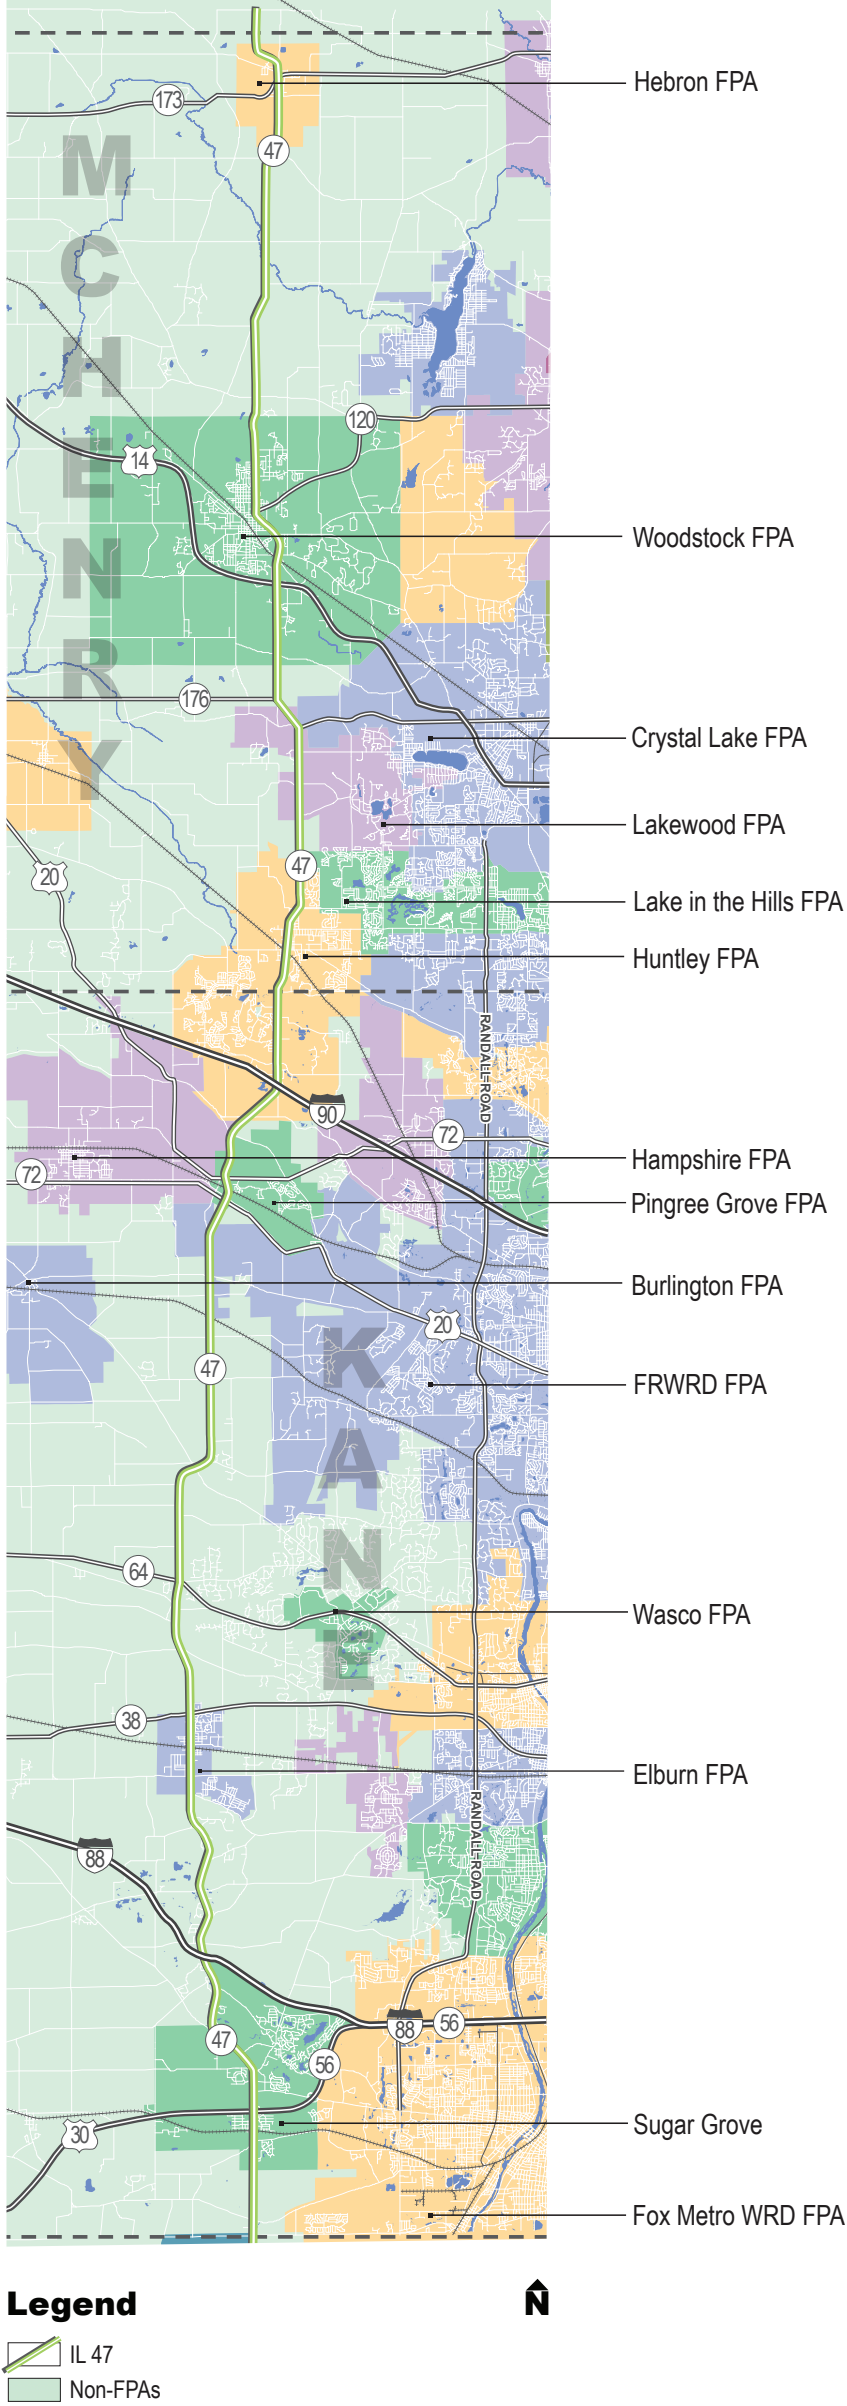 Hebron FPA
173
47
MCHENRY
120
14
Woodstock FPA
176
Crystal Lake FPA
Lakewood FPA
47
20
Lake in the Hills FPA
Huntley FPA
RANDALL ROAD
90
72
Hampshire FPA
72
Pingree Grove FPA
Burlington FPA
20
KANE
47
FRWRD FPA
64
Wasco FPA
38
Elburn FPA
RANDALL ROAD
88
47
88
56
56
30
Sugar Grove
Fox Metro WRD FPA
Legend
N
IL 47
Non-FPAs